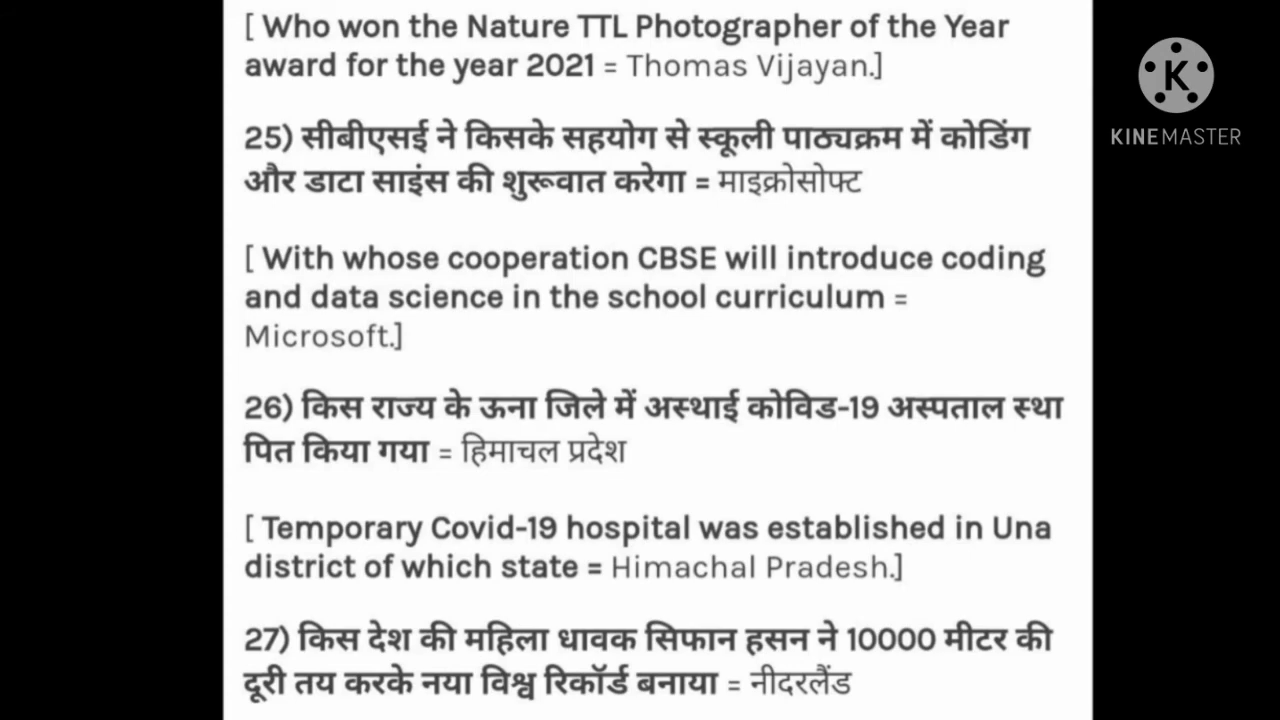 [ Who won the Nature TTL Photographer of the Year
award for the year 2021 = Thomas Vijayan.]
25) सीबीएसई ने किसके सहयोग से स्कूली पाठ्यक्रम में कोडिंग
और डाटा साइंस की शुरूवात करेगा = माइक्रोसोफ्ट
[ With whose cooperation CBSE will introduce coding
and data science in the school curriculum =
Microsoft.]
26) किस राज्य के ऊना जिले में अस्थाई कोविड-19 अस्पताल स्था
पित किया गया = हिमाचल प्रदेश
[ Temporary Covid-19 hospital was established in Una
district of which state = Himachal Pradesh.]
27) किस देश की महिला धावक सिफान हसन ने 10000 मीटर की
दूरी तय करके नया विश्व रिकॉर्ड बनाया = नीदरलैंड
K
KINEMASTER